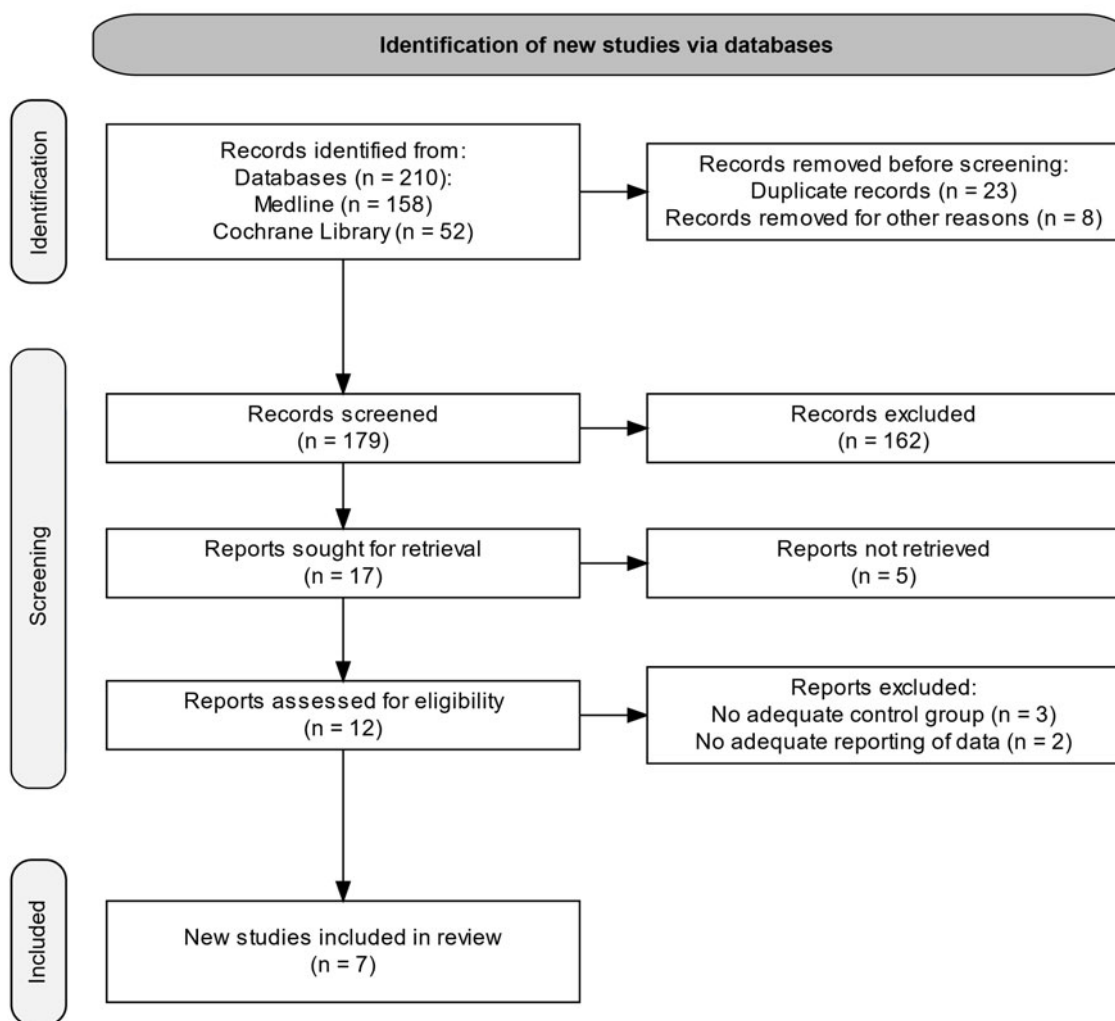 Identification of new studies via databases
Identification
Records identified from:
Databases (n = 210):
Medline (n = 158)
Cochrane Library (n = 52)
Records removed before screening:
Duplicate records (n = 23)
Records removed for other reasons (n = 8)
Screening
Records screened
(n = 179)
Records excluded
(n = 162)
Reports sought for retrieval
(n = 17)
Reports not retrieved
(n = 5)
Reports assessed for eligibility
(n = 12)
Reports excluded:
No adequate control group (n = 3)
No adequate reporting of data (n = 2)
Included
New studies included in review
(n = 7)